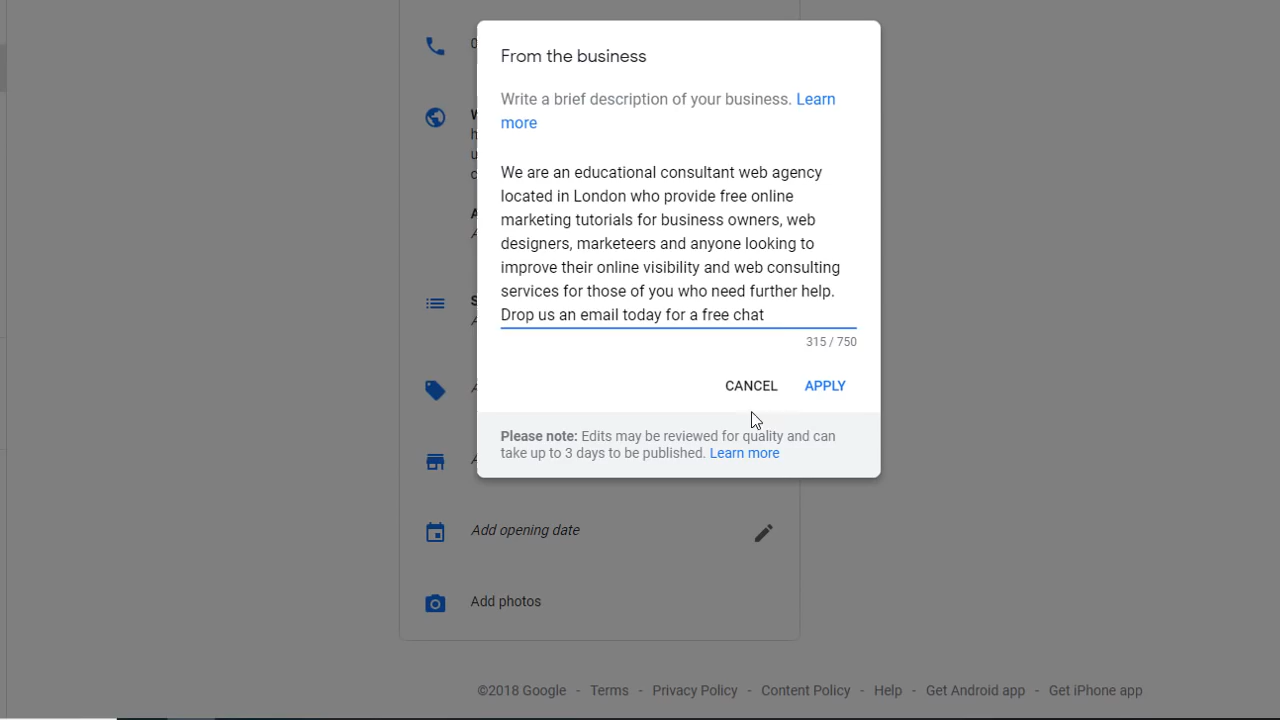 From the business
Write a brief description of your business. Learn
more
We are an educational consultant web agency
located in London who provide free online
marketing tutorials for business owners, web
designers, marketeers and anyone looking to
improve their online visibility and web consulting
services for those of you who need further help.
Drop us an email today for a free chat
315 / 750
CANCEL APPLY
Please note: Edits may be reviewed for quality and can
take up to 3 days to be published. Learn more
Add opening date
Add photos
©2018 Google - Terms - Privacy Policy - Content Policy - Help - Get Android app - Get iPhone app